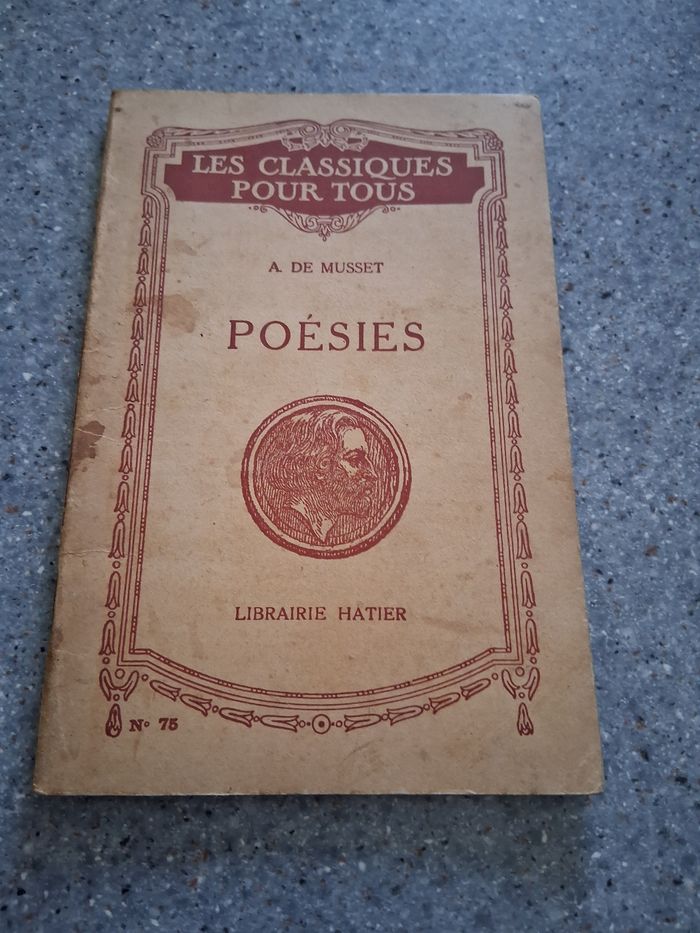 LES CLASSIQUES
POUR TOUS
A. DE MUSSET
POÉSIES
LIBRAIRIE HATIER
N° 75